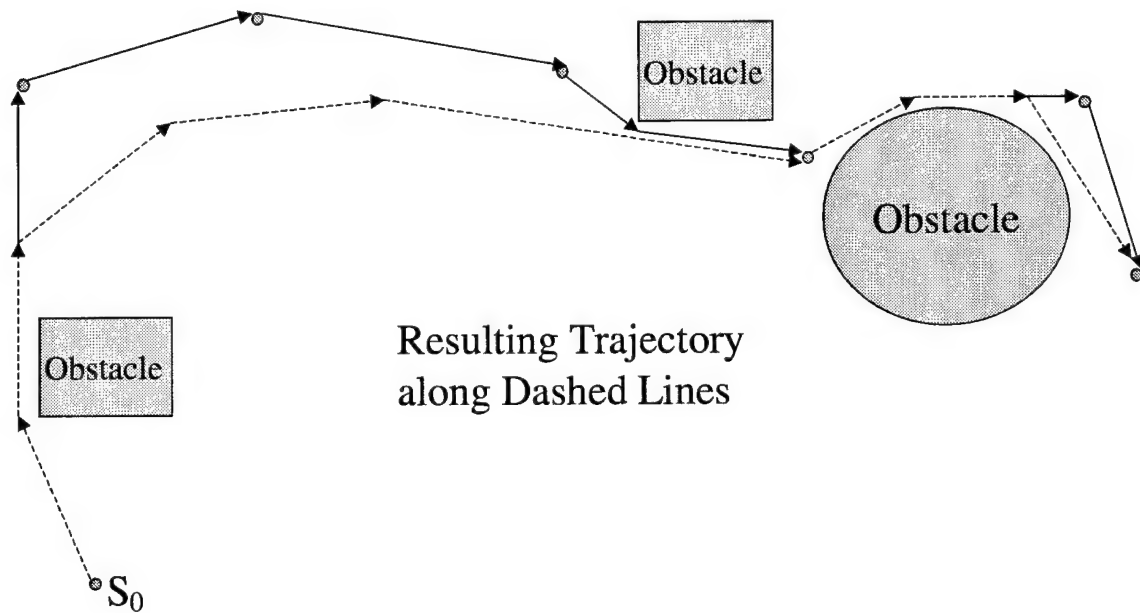 Obstacle
Obstacle
Resulting Trajectory
along Dashed Lines
Obstacle
S₀